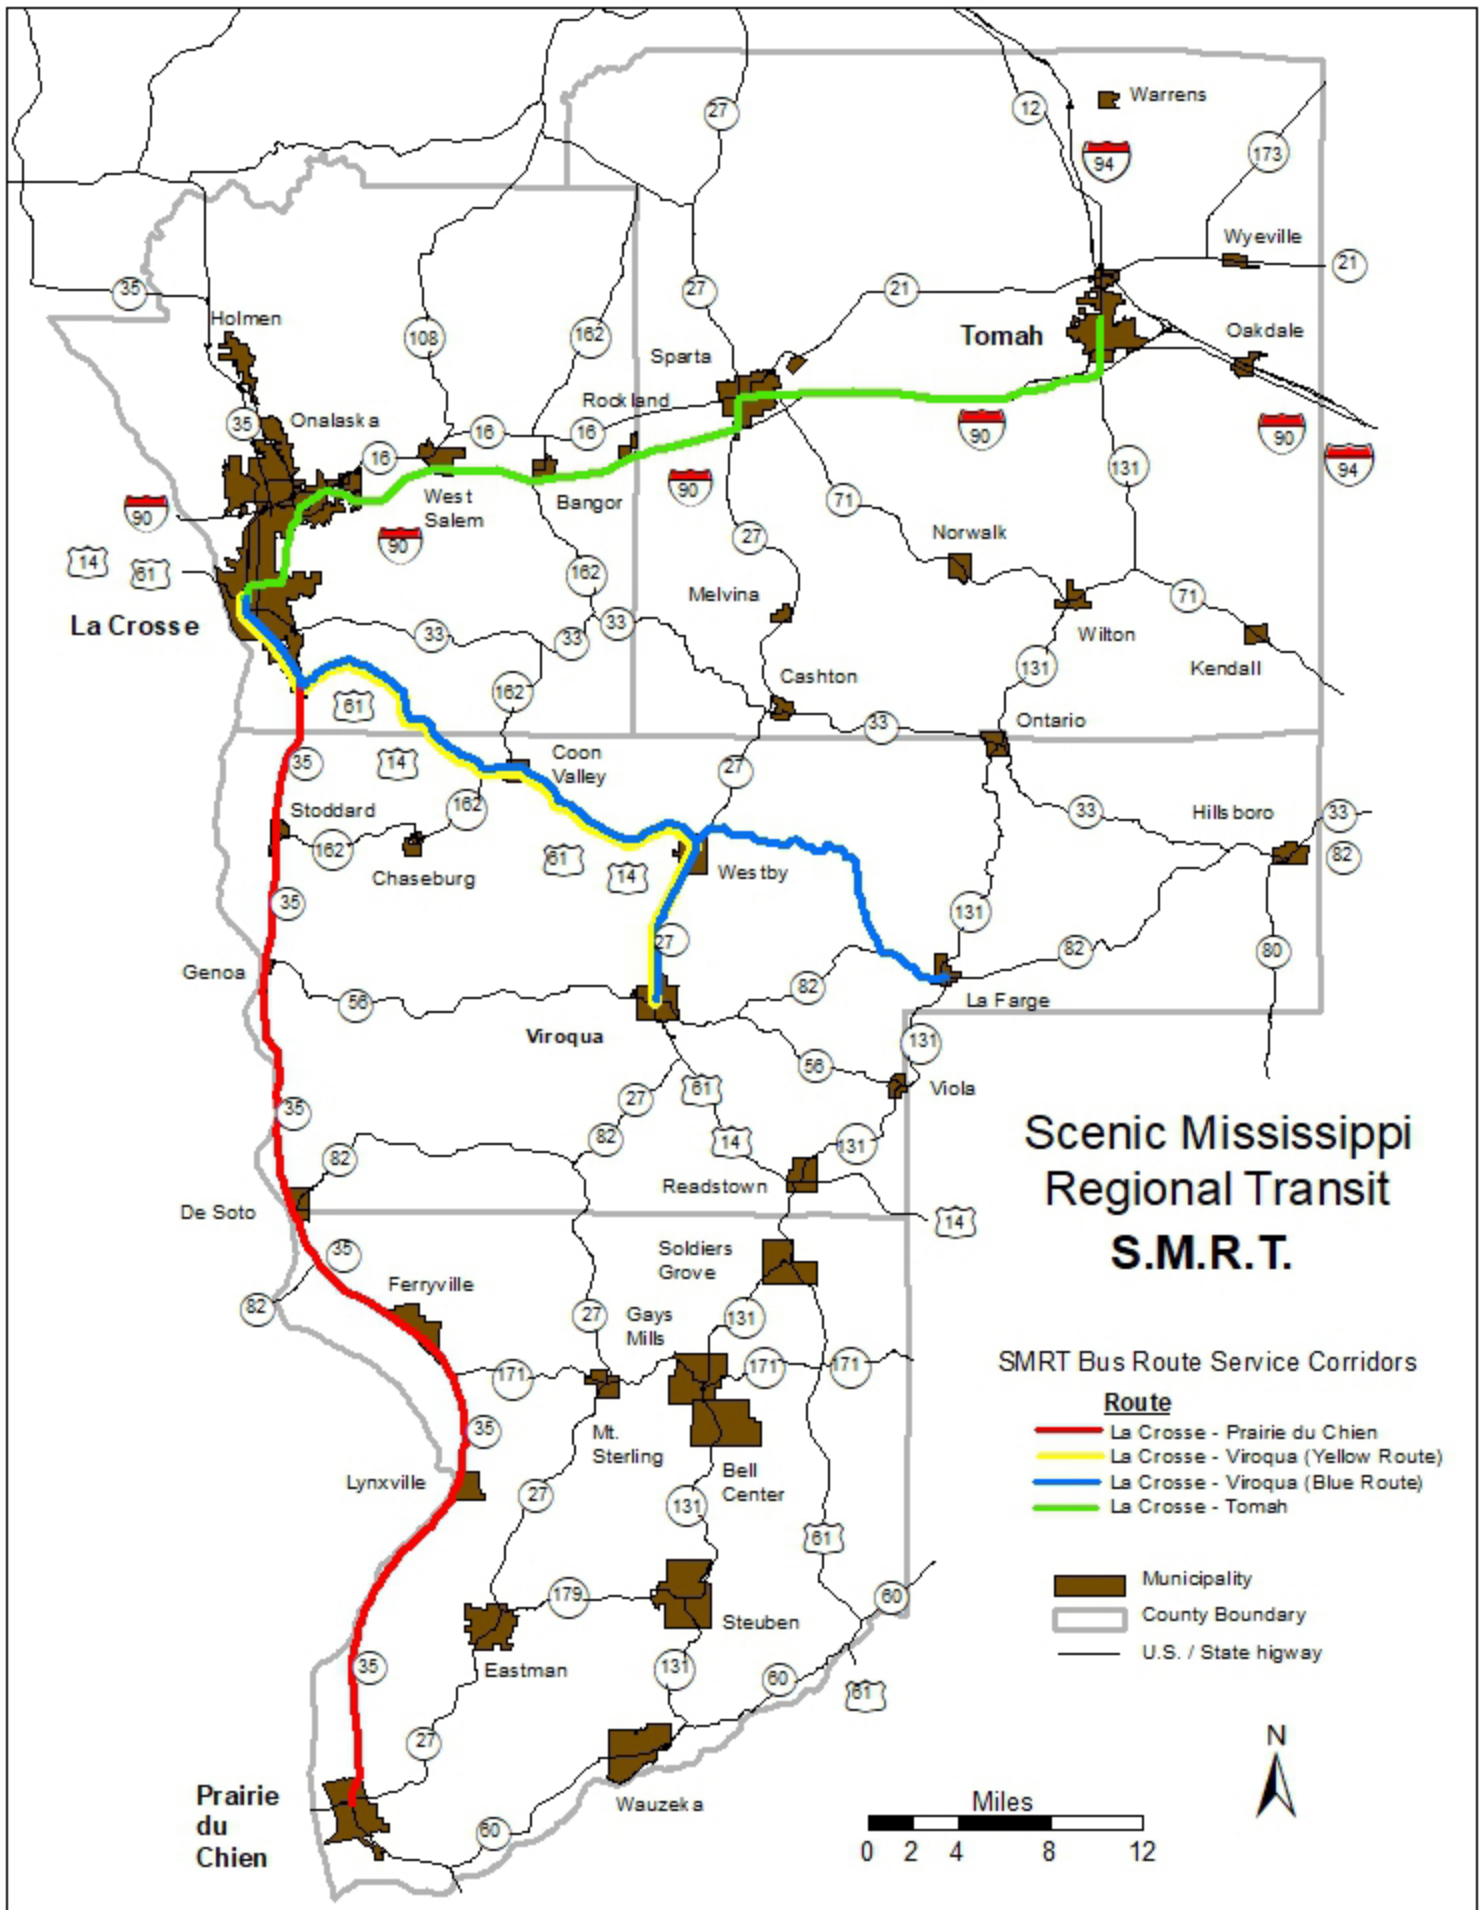 27
12
Warrens
94
173
Wyeville
21
35
27
21
Holmen
108
162
Sparta
Tomah
Oakdale
Rockland
35
Onalaska
16
16
90
90
16
131
94
West
Salem
Bangor
90
71
90
90
27
Norwalk
14
61
162
Melvina
71
La Crosse
33
33
33
Wilton
131
Kendall
Cashton
162
61
Ontario
33
35
14
Coon
Valley
27
Stoddard
162
33
Hillsboro
33
162
61
82
Chaseburg
14
Westby
35
131
27
82
80
Genoa
82
56
La Farge
Viroqua
131
56
61
Viola
27
35
82
14
131
82
Readstown
De Soto
14
Scenic Mississippi
Regional Transit
S.M.R.T.
35
Soldiers
Grove
Ferryville
82
27
Gays
Mills
131
171
171
171
SMRT Bus Route Service Corridors
Route
La Crosse - Prairie du Chien
La Crosse - Viroqua (Yellow Route)
La Crosse - Viroqua (Blue Route)
La Crosse - Tomah
35
Mt.
Sterling
Lynxville
Bell
Center
27
131
61
Municipality
County Boundary
U.S. / State higway
179
60
Steuben
35
Eastman
131
60
61
27
N
Prairie
du
Chien
Wauzeka
Miles
60
0 2 4 8 12